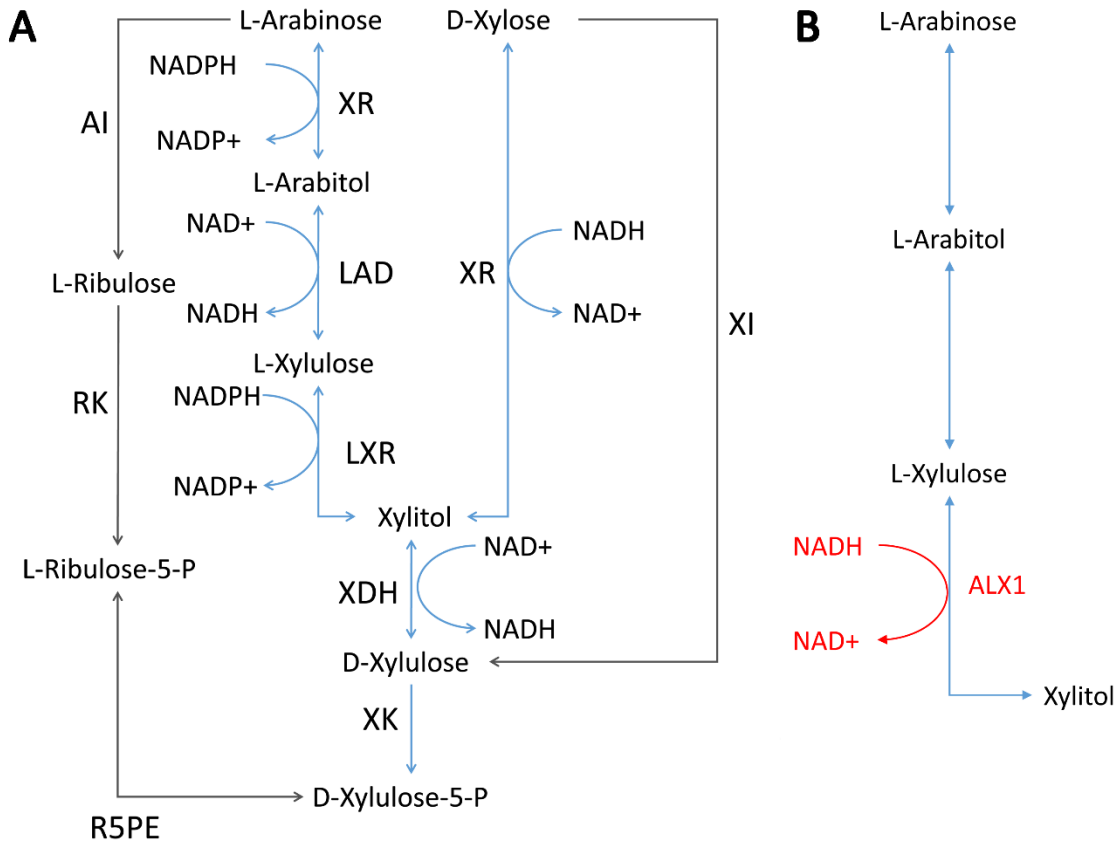 A
L-Arabinose
D-Xylose
NADPH
XR
AI
NADP+
L-Arabitol
NAD+
LAD
NADH
L-Ribulose
XR
NADH
NAD+
XI
L-Xylulose
NADPH
RK
LXR
NADP+
Xylitol
NAD+
L-Ribulose-5-P
XDH
NADH
D-Xylulose
XK
D-Xylulose-5-P
R5PE
B
L-Arabinose
L-Arabitol
L-Xylulose
NADH
ALX1
NAD+
Xylitol